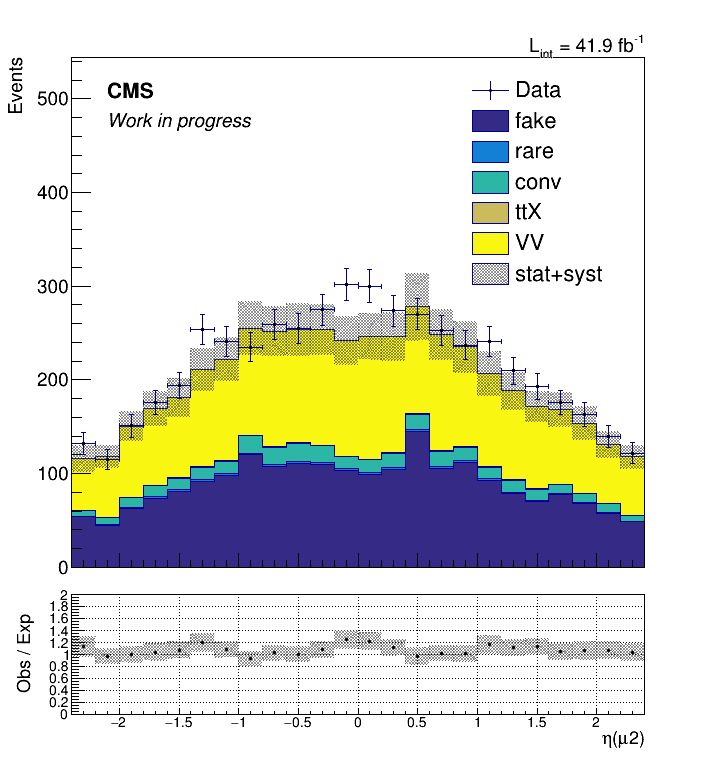 L_int = 41.9 fb^-1
Events
CMS
Work in progress
Data
fake
rare
conv
ttX
VV
stat+syst
500
400
300
200
100
0
Obs / Exp
2
1.8
1.6
1.4
1.2
1
0.8
0.6
0.4
0.2
0
−2 −1.5 −1 −0.5 0 0.5 1 1.5 2
η(μ2)